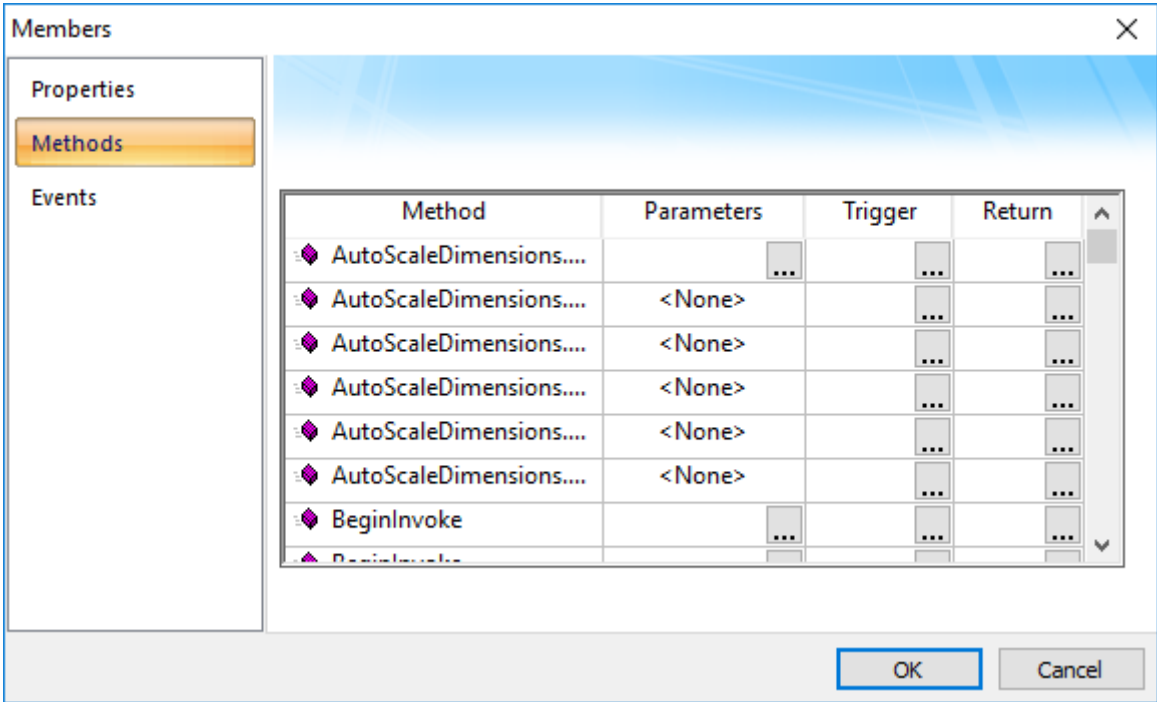 Members
Properties
Methods
Events
Method Parameters Trigger Return
AutoScaleDimensions.... ... ... ...
AutoScaleDimensions.... <None> ... ...
AutoScaleDimensions.... <None> ... ...
AutoScaleDimensions.... <None> ... ...
AutoScaleDimensions.... <None> ... ...
AutoScaleDimensions.... <None> ... ...
BeginInvoke ... ... ...
OK Cancel